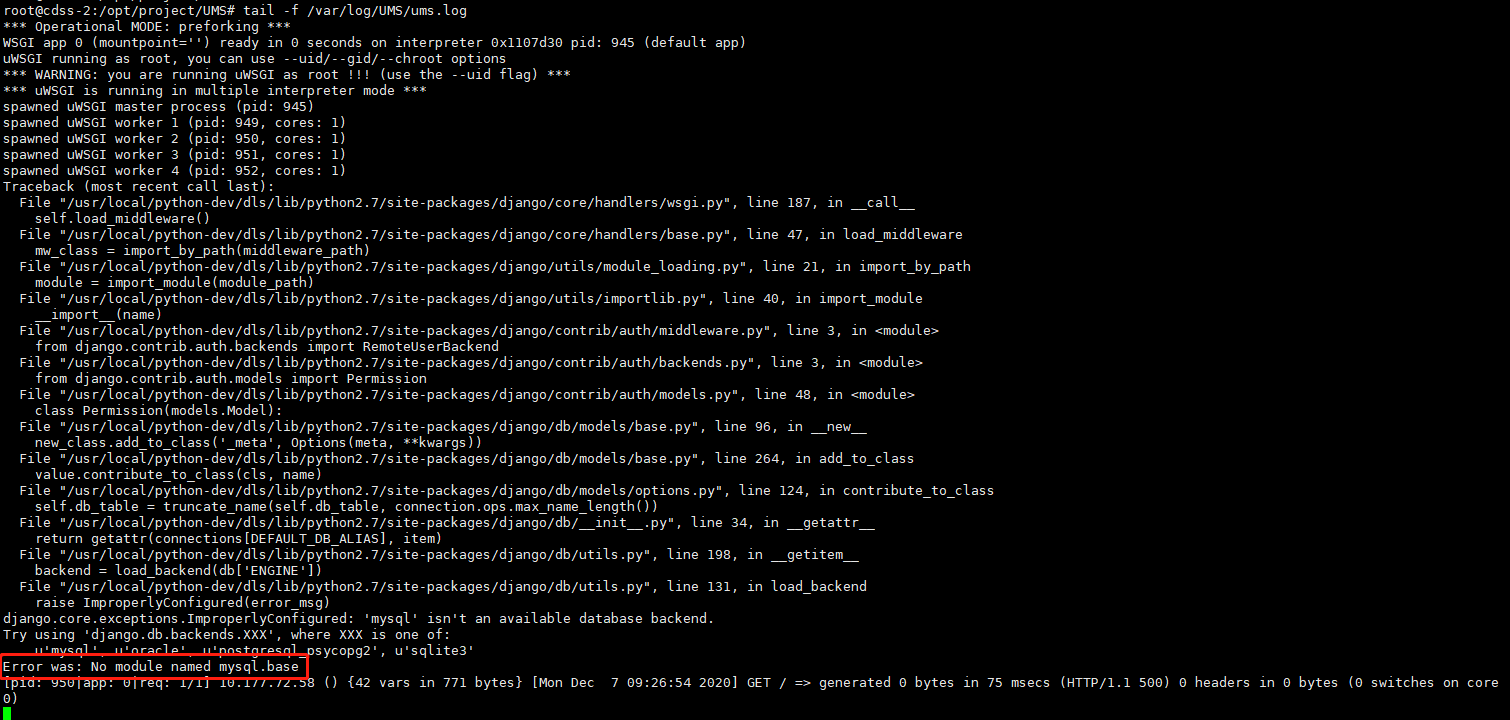 root@cdss-2:/opt/project/UMS# tail -f /var/log/UMS/ums.log
*** Operational MODE: preforking ***
WSGI app 0 (mountpoint='') ready in 0 seconds on interpreter 0x1107d30 pid: 945 (default app)
uWSGI running as root, you can use --uid/--gid/--chroot options
*** WARNING: you are running uWSGI as root !!! (use the --uid flag) ***
*** uWSGI is running in multiple interpreter mode ***
spawned uWSGI master process (pid: 945)
spawned uWSGI worker 1 (pid: 949, cores: 1)
spawned uWSGI worker 2 (pid: 950, cores: 1)
spawned uWSGI worker 3 (pid: 951, cores: 1)
spawned uWSGI worker 4 (pid: 952, cores: 1)
Traceback (most recent call last):
  File "/usr/local/python-dev/dls/lib/python2.7/site-packages/django/core/handlers/wsgi.py", line 187, in __call__
    self.load_middleware()
  File "/usr/local/python-dev/dls/lib/python2.7/site-packages/django/core/handlers/base.py", line 47, in load_middleware
    mw_class = import_by_path(middleware_path)
  File "/usr/local/python-dev/dls/lib/python2.7/site-packages/django/utils/module_loading.py", line 21, in import_by_path
    module = import_module(module_path)
  File "/usr/local/python-dev/dls/lib/python2.7/site-packages/django/utils/importlib.py", line 40, in import_module
    __import__(name)
  File "/usr/local/python-dev/dls/lib/python2.7/site-packages/django/contrib/auth/middleware.py", line 3, in <module>
    from django.contrib.auth.backends import RemoteUserBackend
  File "/usr/local/python-dev/dls/lib/python2.7/site-packages/django/contrib/auth/backends.py", line 3, in <module>
    from django.contrib.auth.models import Permission
  File "/usr/local/python-dev/dls/lib/python2.7/site-packages/django/contrib/auth/models.py", line 48, in <module>
    class Permission(models.Model):
  File "/usr/local/python-dev/dls/lib/python2.7/site-packages/django/db/models/base.py", line 96, in __new__
    new_class.add_to_class('_meta', Options(meta, **kwargs))
  File "/usr/local/python-dev/dls/lib/python2.7/site-packages/django/db/models/base.py", line 264, in add_to_class
    value.contribute_to_class(cls, name)
  File "/usr/local/python-dev/dls/lib/python2.7/site-packages/django/db/models/options.py", line 124, in contribute_to_class
    self.db_table = truncate_name(self.db_table, connection.ops.max_name_length())
  File "/usr/local/python-dev/dls/lib/python2.7/site-packages/django/db/__init__.py", line 34, in __getattr__
    return getattr(connections[DEFAULT_DB_ALIAS], item)
  File "/usr/local/python-dev/dls/lib/python2.7/site-packages/django/db/utils.py", line 198, in __getitem__
    backend = load_backend(db['ENGINE'])
  File "/usr/local/python-dev/dls/lib/python2.7/site-packages/django/db/utils.py", line 131, in load_backend
    raise ImproperlyConfigured(error_msg)
django.core.exceptions.ImproperlyConfigured: 'mysql' isn't an available database backend.
Try using 'django.db.backends.XXX', where XXX is one of:
    u'mysql', u'oracle', u'postgresql_psycopg2', u'sqlite3'
Error was: No module named mysql.base
[pid: 950|app: 0|req: 1/1] 10.177.72.58 () {42 vars in 771 bytes} [Mon Dec  7 09:26:54 2020] GET / => generated 0 bytes in 75 msecs (HTTP/1.1 500) 0 headers in 0 bytes (0 switches on core
0)